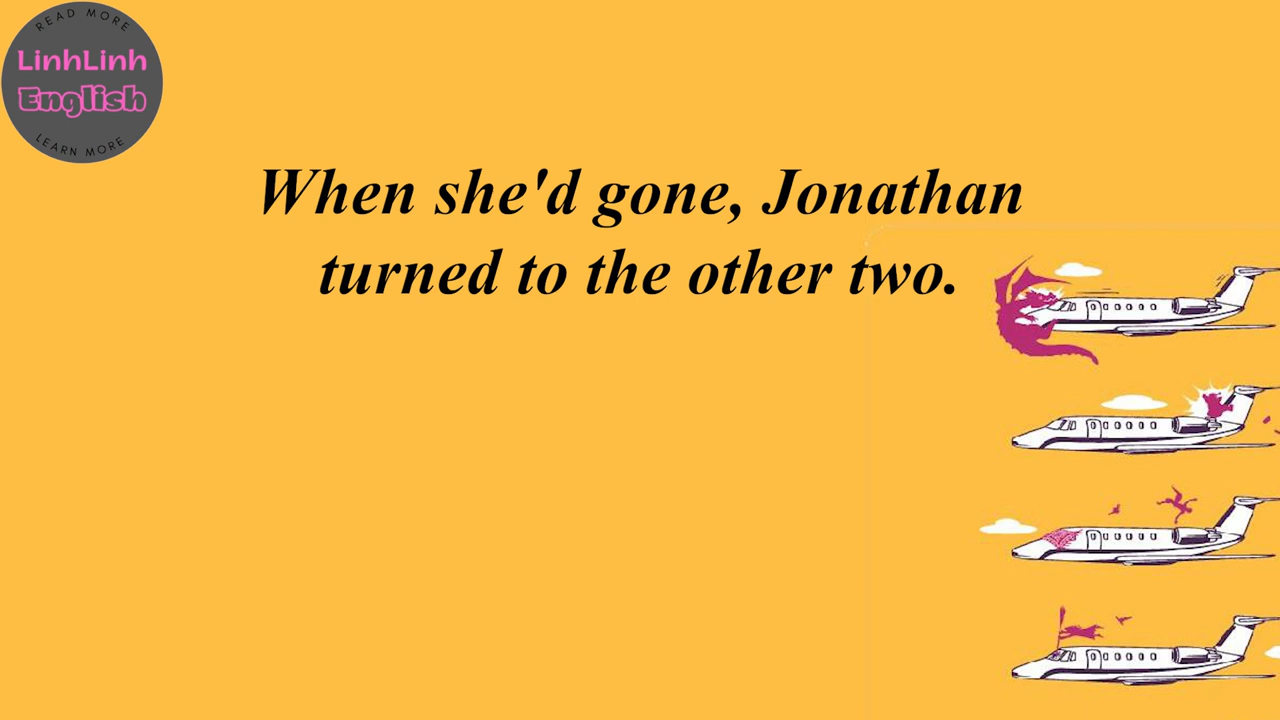 READ MORE
LinhLinh
English
LEARN MORE
When she'd gone, Jonathan
turned to the other two.